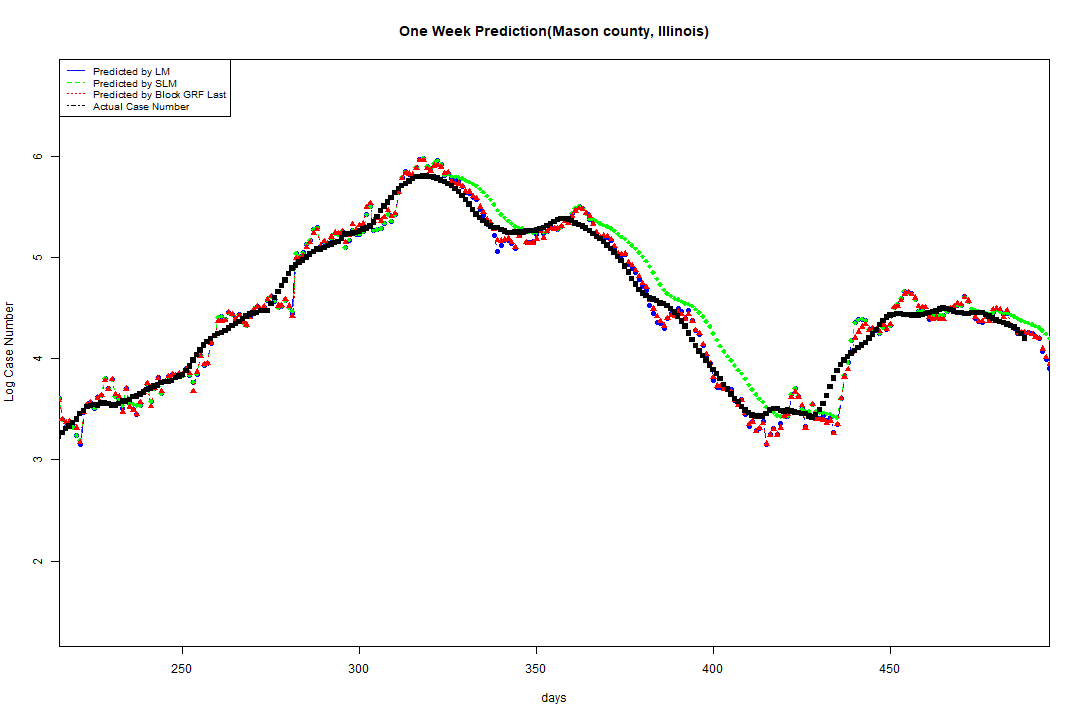 One Week Prediction(Mason county, Illinois)
Predicted by LM
Predicted by SLM
Predicted by Block GRF Last
Actual Case Number
Log Case Number
6
5
4
3
2
250 300 350 400 450
days